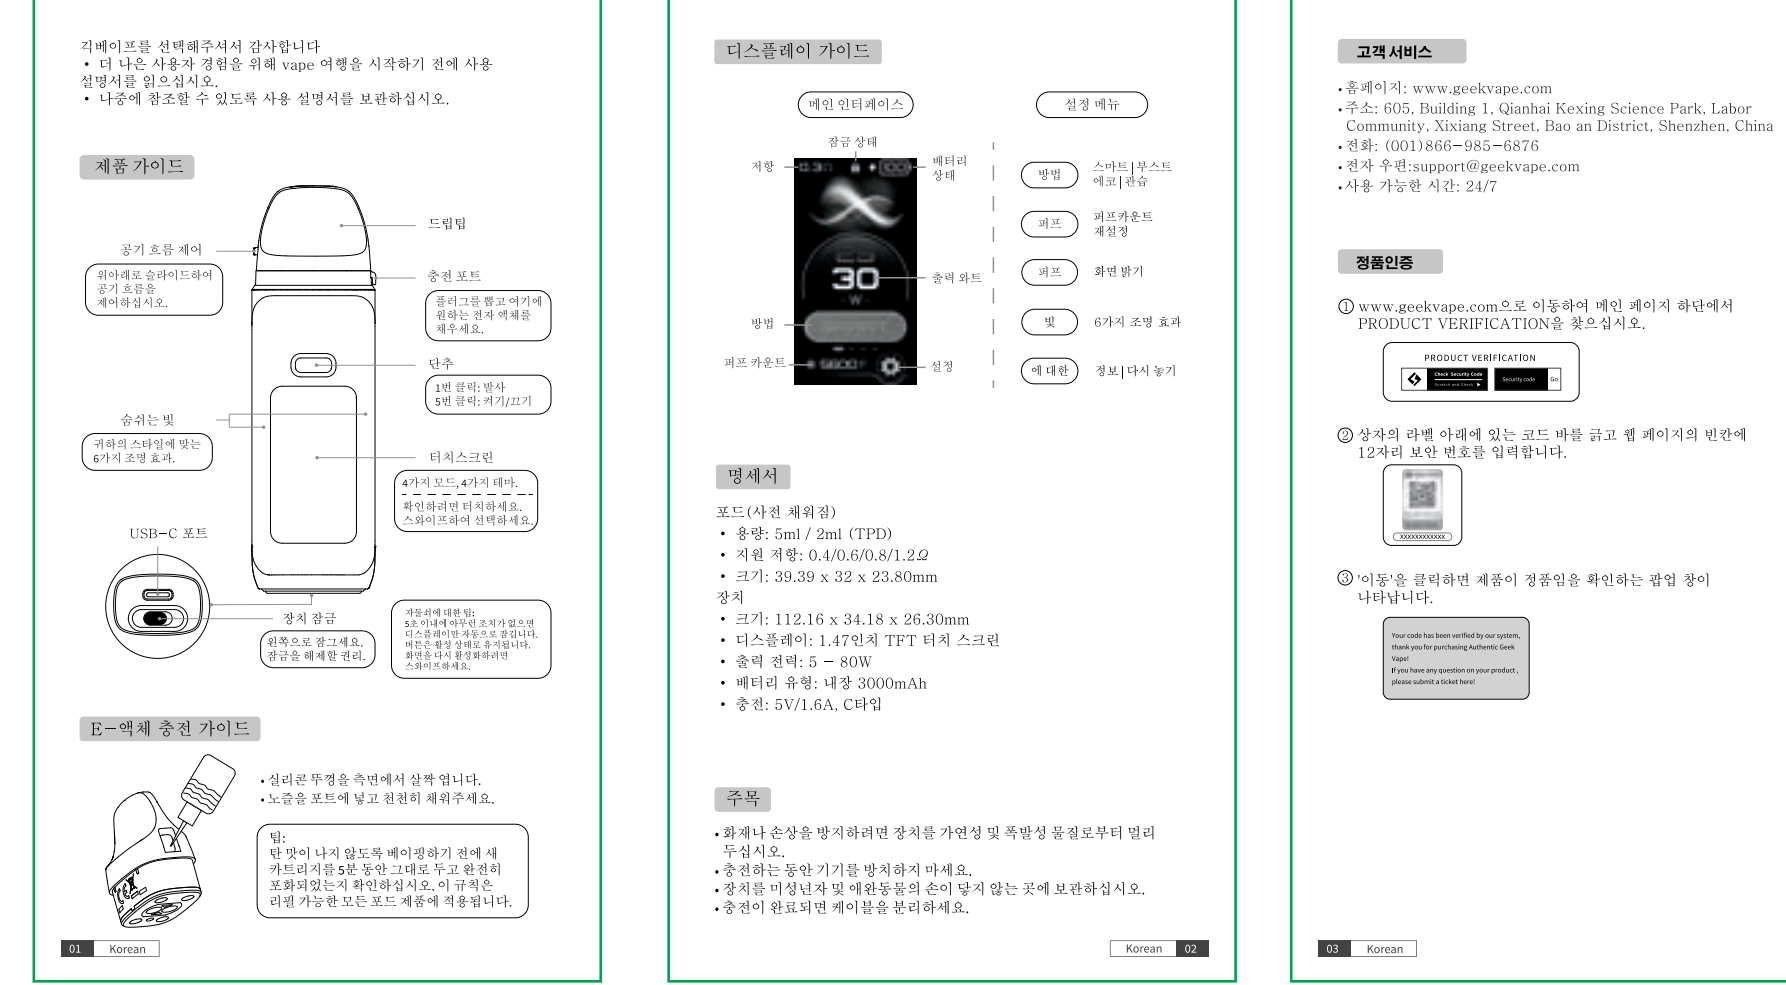 긱베이프를 선택해주셔서 감사합니다
• 더 나은 사용자 경험을 위해 vape 여행을 시작하기 전에 사용
설명서를 읽으십시오.
• 나중에 참조할 수 있도록 사용 설명서를 보관하십시오.
제품 가이드
드립팁
공기 흐름 제어
위아래로 슬라이드하여
공기 흐름을
제어하십시오.
충전 포트
플러그를 뽑고 여기에
원하는 전자 액체를
채우세요.
단추
1번 클릭: 발사
5번 클릭: 켜기/끄기
숨쉬는 빛
귀하의 스타일에 맞는
6가지 조명 효과.
터치스크린
4가지 모드, 4가지 테마.
확인하려면 터치하세요.
스와이프하여 선택하세요.
USB-C 포트
장치 잠금
왼쪽으로 잠그세요.
잠금을 해제할 권리.
자물쇠에 대한 팁:
5초 이내에 아무런 조치가 없으면
디스플레이만 자동으로 잠깁니다.
버튼은 활성 상태로 유지됩니다.
화면을 다시 활성화하려면
스와이프하세요.
E-액체 충전 가이드
• 실리콘 뚜껑을 측면에서 살짝 엽니다.
• 노즐을 포트에 넣고 천천히 채워주세요.
팁:
탄 맛이 나지 않도록 베이핑하기 전에 새
카트리지를 5분 동안 그대로 두고 완전히
포화되었는지 확인하십시오. 이 규칙은
리필 가능한 모든 포드 제품에 적용됩니다.
01 Korean
디스플레이 가이드
메인 인터페이스
잠금 상태
저항
배터리
상태
30
W
출력 와트
방법
퍼프 카운트
설정
설정 메뉴
방법 스마트|부스트
에코|관습
퍼프 퍼프카운트
재설정
퍼프 화면 밝기
빛 6가지 조명 효과
에 대한 정보|다시 놓기
명세서
포드(사전 채워짐)
• 용량: 5ml / 2ml (TPD)
• 지원 저항: 0.4/0.6/0.8/1.2Ω
• 크기: 39.39 x 32 x 23.80mm
장치
• 크기: 112.16 x 34.18 x 26.30mm
• 디스플레이: 1.47인치 TFT 터치 스크린
• 출력 전력: 5 - 80W
• 배터리 유형: 내장 3000mAh
• 충전: 5V/1.6A, C타입
주목
• 화재나 손상을 방지하려면 장치를 가연성 및 폭발성 물질로부터 멀리
두십시오.
• 충전하는 동안 기기를 방치하지 마세요.
• 장치를 미성년자 및 애완동물의 손이 닿지 않는 곳에 보관하십시오.
• 충전이 완료되면 케이블을 분리하세요.
Korean 02
고객 서비스
• 홈페이지: www.geekvape.com
• 주소: 605, Building 1, Qianhai Kexing Science Park, Labor
Community, Xixiang Street, Bao an District, Shenzhen, China
• 전화: (001)866-985-6876
• 전자 우편:support@geekvape.com
• 사용 가능한 시간: 24/7
정품인증
① www.geekvape.com으로 이동하여 메인 페이지 하단에서
PRODUCT VERIFICATION을 찾으십시오.
PRODUCT VERIFICATION
Check Security Code
Scratch and Check ▶
Security code Go
② 상자의 라벨 아래에 있는 코드 바를 긁고 웹 페이지의 빈칸에
12자리 보안 번호를 입력합니다.
XXXXXXXXXXXX
③ '이동'을 클릭하면 제품이 정품임을 확인하는 팝업 창이
나타납니다.
Your code has been verified by our system,
thank you for purchasing Authentic Geek
Vape!
If you have any question on your product ,
please submit a ticket here!
03 Korean